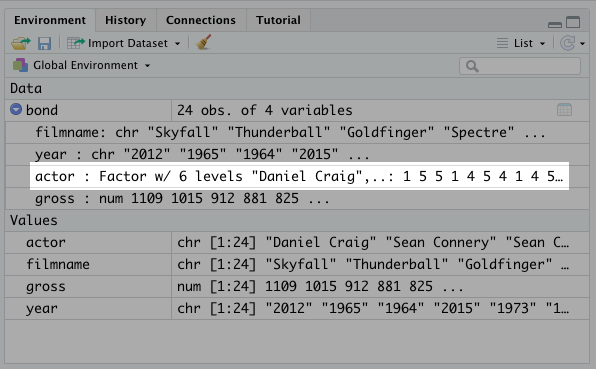 Environment History Connections Tutorial
Import Dataset List
Global Environment
Data
bond 24 obs. of 4 variables
filmname: chr "Skyfall" "Thunderball" "Goldfinger" "Spectre" ...
year : chr "2012" "1965" "1964" "2015" ...
actor : Factor w/ 6 levels "Daniel Craig",..: 1 5 5 1 4 5 4 1 4 5…
gross : num 1109 1015 912 881 825 ...
Values
actor chr [1:24] "Daniel Craig" "Sean Connery" "Sean C…
filmname chr [1:24] "Skyfall" "Thunderball" "Goldfinger" …
gross num [1:24] 1109 1015 912 881 825 ...
year chr [1:24] "2012" "1965" "1964" "2015" "1973" "1…